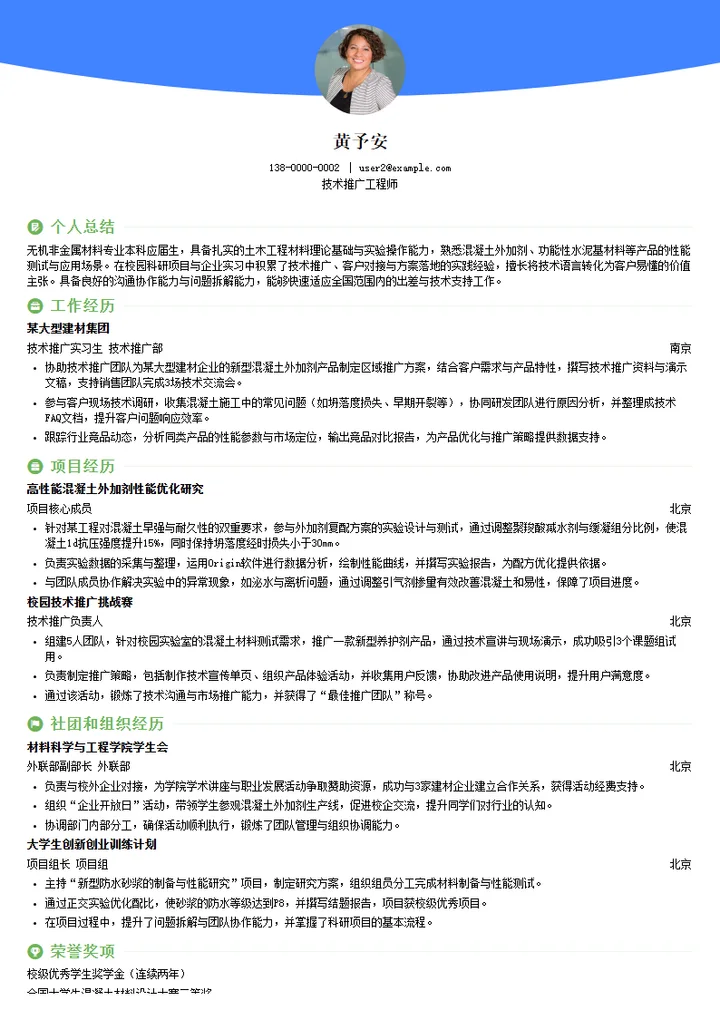 黄予安
138-0000-0002 | user2@example.com
技术推广工程师
个人总结
无机非金属材料专业本科应届生，具备扎实的土木工程材料理论基础与实验操作能力，熟悉混凝土外加剂、功能性水泥基材料等产品的性能
测试与应用场景。在校园科研项目与企业实习中积累了技术推广、客户对接与方案落地的实践经验，擅长将技术语言转化为客户易懂的价值
主张。具备良好的沟通协作能力与问题拆解能力，能够快速适应全国范围内的出差与技术支持工作。
工作经历
某大型建材集团
技术推广实习生 技术推广部 南京
• 协助技术推广团队为某大型建材企业的新型混凝土外加剂产品制定区域推广方案，结合客户需求与产品特性，撰写技术推广资料与演示
文稿，支持销售团队完成3场技术交流会。
• 参与客户现场技术调研，收集混凝土施工中的常见问题（如坍落度损失、早期开裂等），协同研发团队进行原因分析，并整理成技术
FAQ文档，提升客户问题响应效率。
• 跟踪行业竞品动态，分析同类产品的性能参数与市场定位，输出竞品对比报告，为产品优化与推广策略提供数据支持。
项目经历
高性能混凝土外加剂性能优化研究
项目核心成员 北京
• 针对某工程对混凝土早强与耐久性的双重要求，参与外加剂复配方案的实验设计与测试，通过调整聚羧酸减水剂与缓凝组分比例，使混
凝土1d抗压强度提升15%，同时保持坍落度经时损失小于30mm。
• 负责实验数据的采集与整理，运用Origin软件进行数据分析，绘制性能曲线，并撰写实验报告，为配方优化提供依据。
• 与团队成员协作解决实验中的异常现象，如泌水与离析问题，通过调整引气剂掺量有效改善混凝土和易性，保障了项目进度。
校园技术推广挑战赛
技术推广负责人 北京
• 组建5人团队，针对校园实验室的混凝土材料测试需求，推广一款新型养护剂产品，通过技术宣讲与现场演示，成功吸引3个课题组试
用。
• 负责制定推广策略，包括制作技术宣传单页、组织产品体验活动，并收集用户反馈，协助改进产品使用说明，提升用户满意度。
• 通过该活动，锻炼了技术沟通与市场推广能力，并获得了“最佳推广团队”称号。
社团和组织经历
材料科学与工程学院学生会
外联部副部长 外联部 北京
• 负责与校外企业对接，为学院学术讲座与职业发展活动争取赞助资源，成功与3家建材企业建立合作关系，获得活动经费支持。
• 组织“企业开放日”活动，带领学生参观混凝土外加剂生产线，促进校企交流，提升同学们对行业的认知。
• 协调部门内部分工，确保活动顺利执行，锻炼了团队管理与组织协调能力。
大学生创新创业训练计划
项目组长 项目组 北京
• 主持“新型防水砂浆的制备与性能研究”项目，制定研究方案，组织组员分工完成材料制备与性能测试。
• 通过正交实验优化配比，使砂浆的防水等级达到P8，并撰写结题报告，项目获校级优秀项目。
• 在项目过程中，提升了问题拆解与团队协作能力，并掌握了科研项目的基本流程。
荣誉奖项
校级优秀学生奖学金（连续两年）